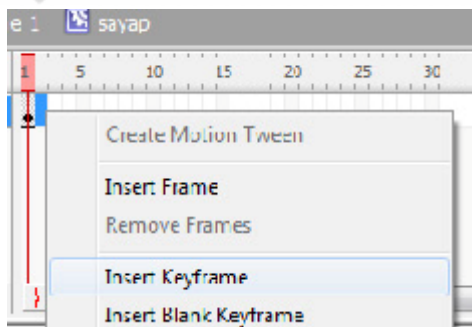 e 1 sayap
1 5 10 15 20 25 30
Create Motion Tween
Insert Frame
Remove Frames
Insert Keyframe
Insert Blank Keyframe